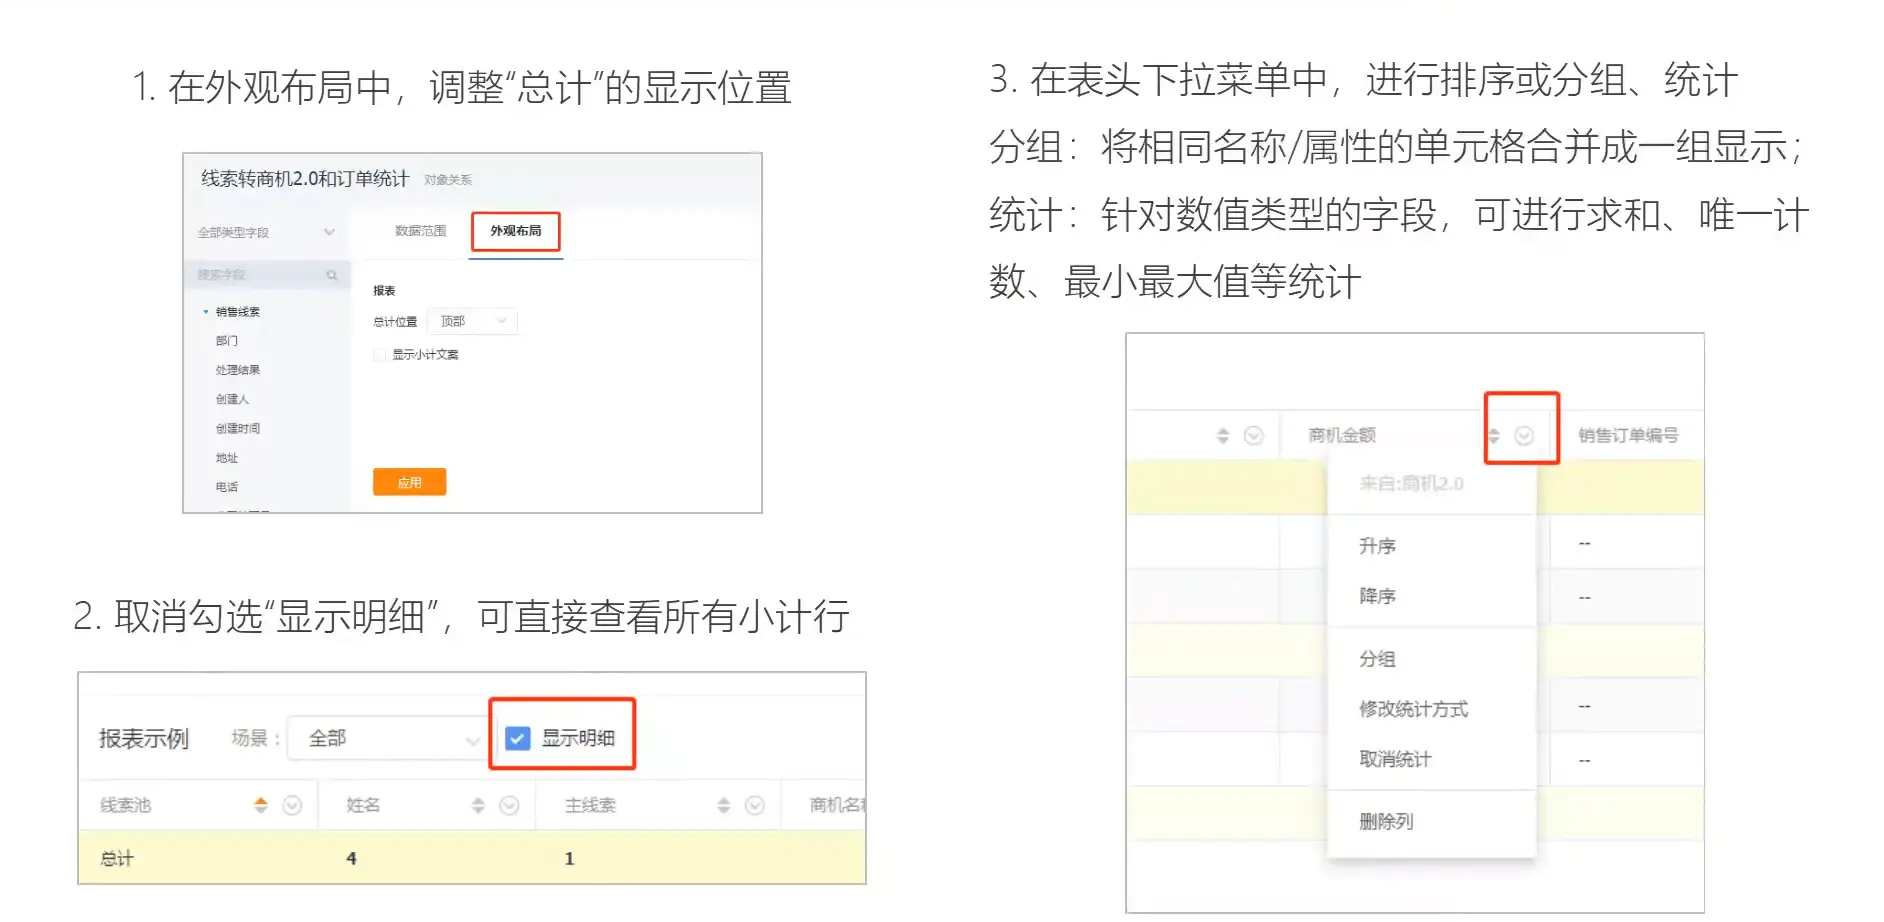 1. 在外观布局中，调整“总计”的显示位置
线索转商机2.0和订单统计 对象关系
全部类型字段
数据范围 外观布局
搜索字段
报表
销售线索
总计位置 顶部
部门
显示小计文案
处理结果
创建人
创建时间
地址
电话
应用
2. 取消勾选“显示明细”，可直接查看所有小计行
报表示例 场景： 全部 显示明细
线索池 姓名 主线索 商机名称
总计 4 1
3. 在表头下拉菜单中，进行排序或分组、统计
分组：将相同名称/属性的单元格合并成一组显示；
统计：针对数值类型的字段，可进行求和、唯一计
数、最小最大值等统计
商机金额 销售订单编号
来自:商机2.0
升序 --
降序 --
分组
修改统计方式 --
取消统计 --
删除列